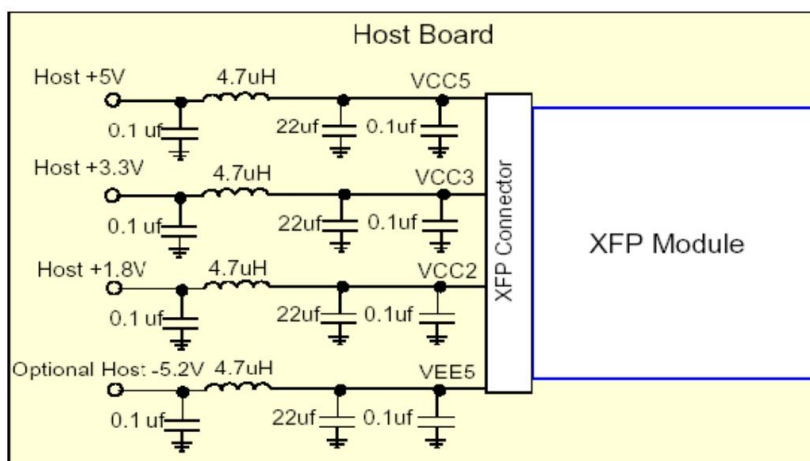 Host Board
Host +5V
4.7uH
VCC5
0.1 uf
22uf
0.1uf
Host +3.3V
4.7uH
VCC3
0.1 uf
22uf
0.1uf
Host +1.8V
4.7uH
VCC2
0.1 uf
22uf
0.1uf
Optional Host -5.2V
4.7uH
VEE5
0.1 uf
22uf
0.1uf
XFP Connector
XFP Module